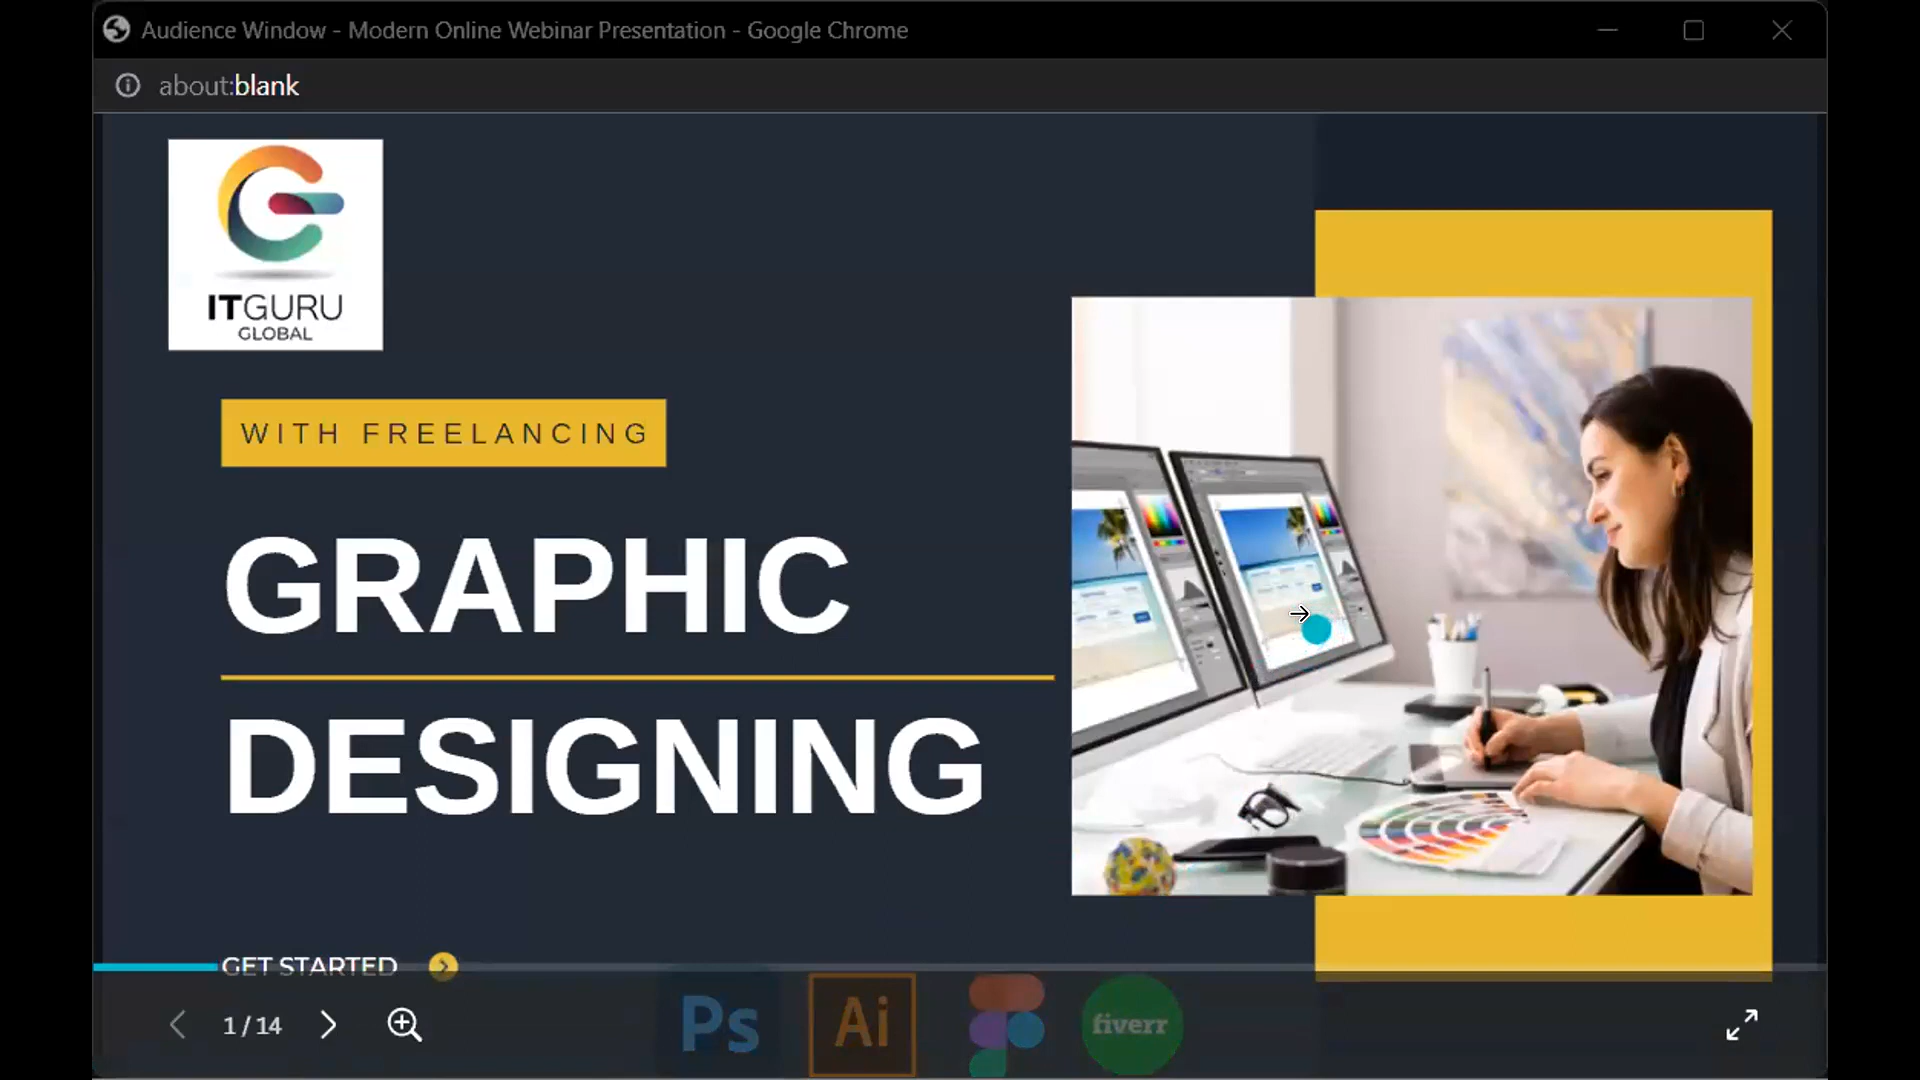 Audience Window - Modern Online Webinar Presentation - Google Chrome
about:blank
ITGURU
GLOBAL
WITH FREELANCING
GRAPHIC
DESIGNING
GET STARTED
1 / 14
Ps
Ai
fiverr